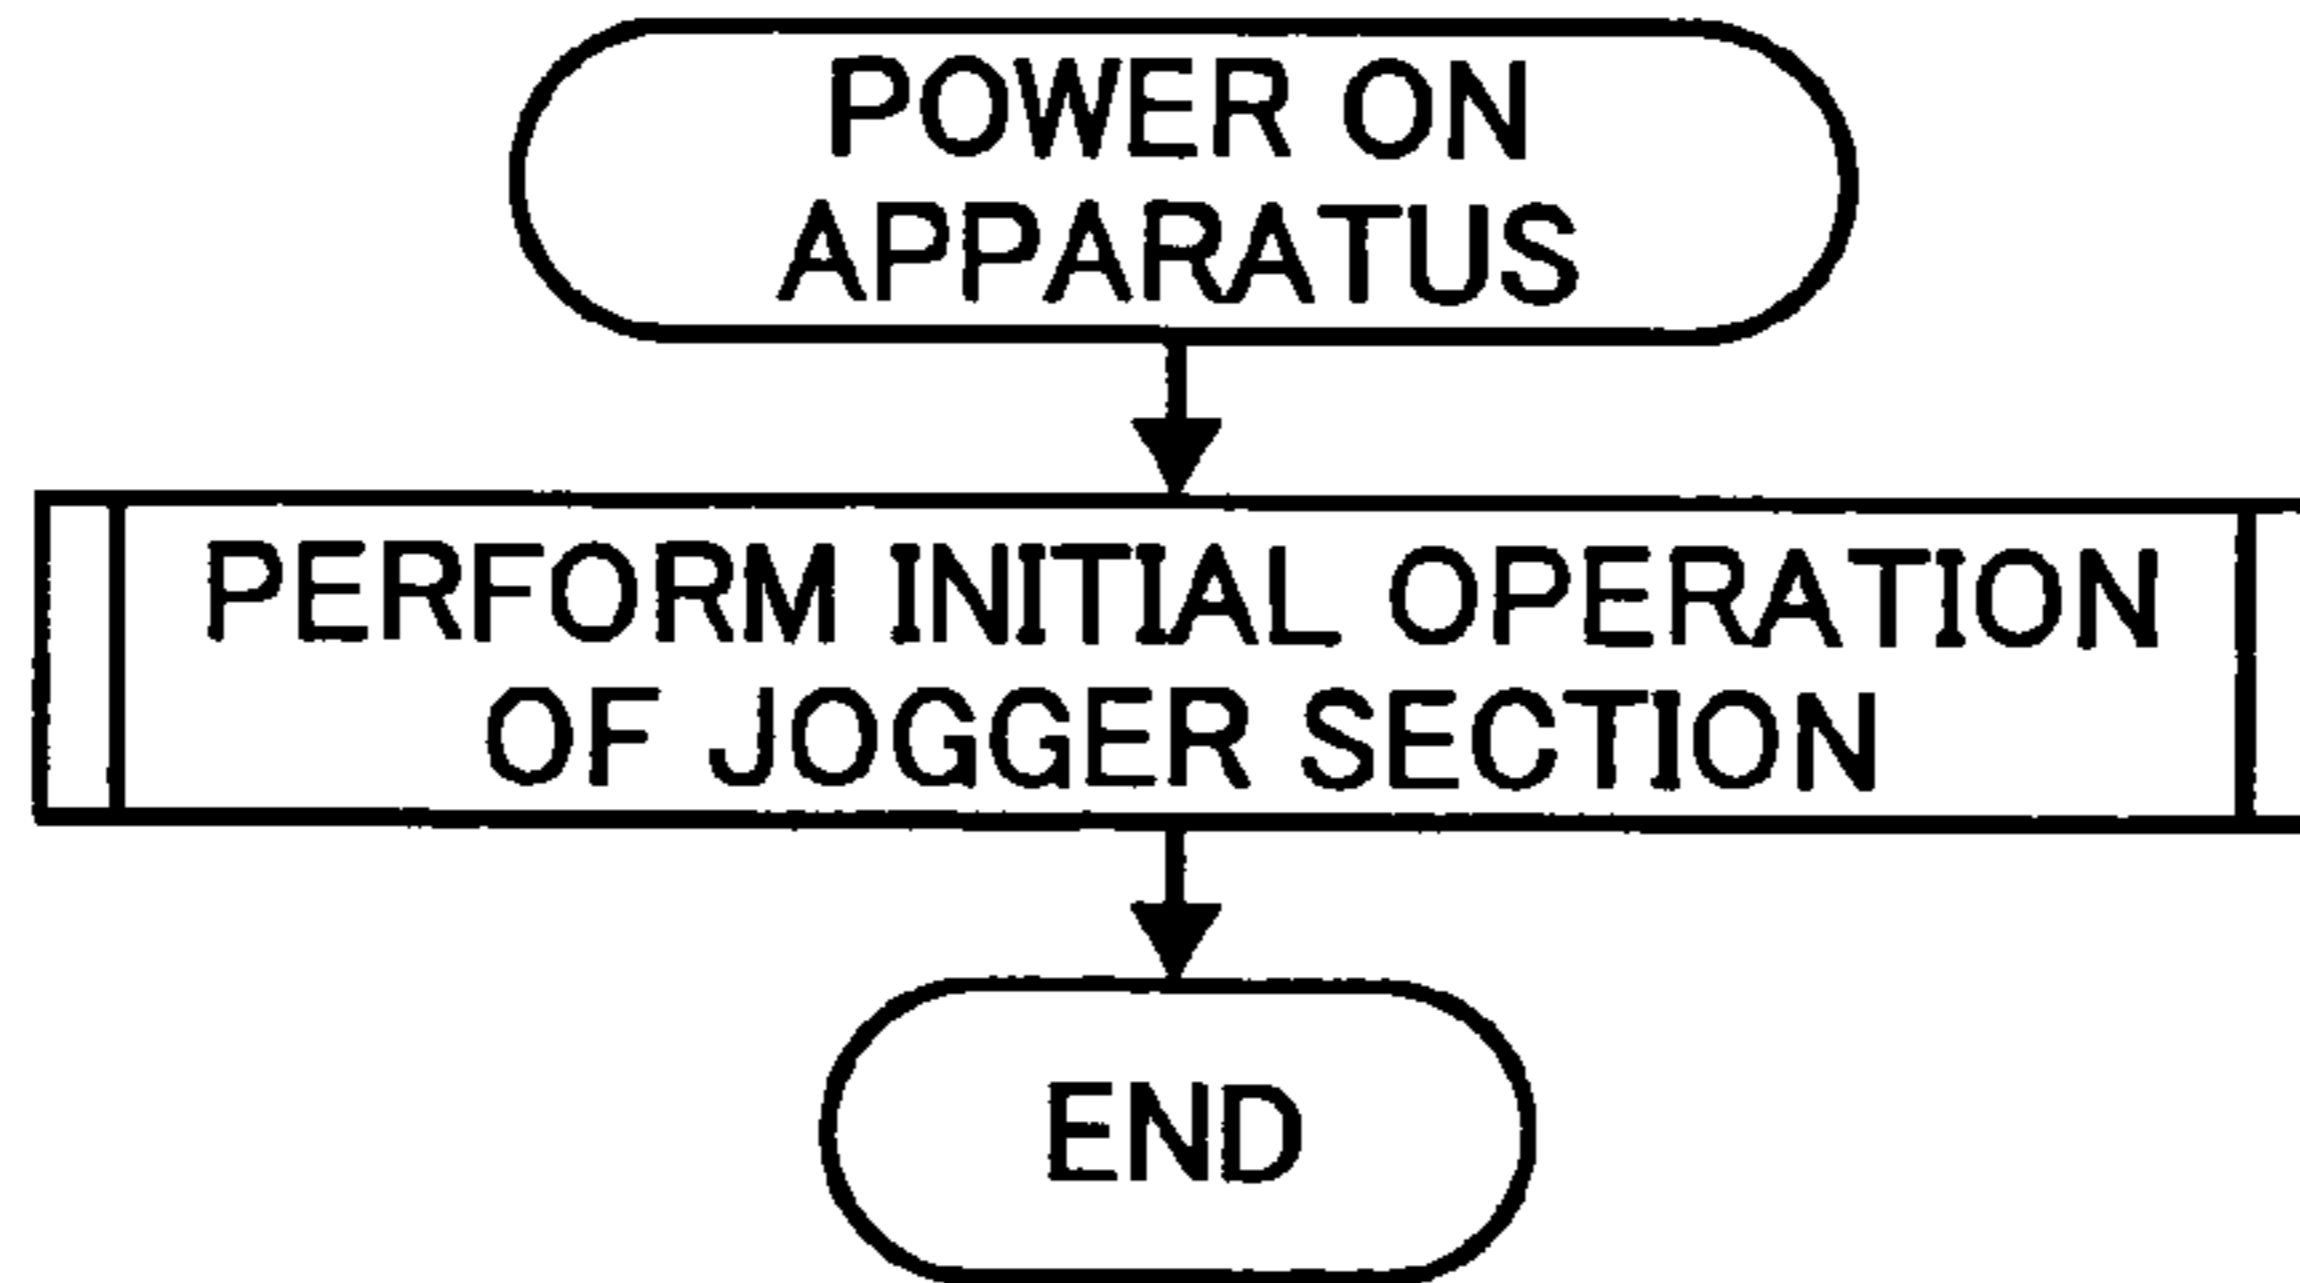 POWER ON
APPARATUS
PERFORM INITIAL OPERATION
OF JOGGER SECTION
END